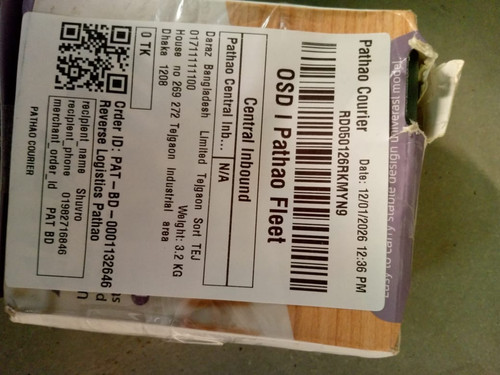 Pathao Courier Date: 12/01/2026 12:36 PM
RD050126RKMYN9
OSD | Pathao Fleet
Central Inbound
Pathao Central Inb... N/A
Daraz Bangladesh Limited Tejgaon Sort TEJ
01711111100 Weight: 3.2 KG
House no 269 272 Tejgaon Industrial area
Dhaka 1208
0 TK
Order ID: PAT-BD-0001132646
Reverse Logistics Pathao
recipient_name Shuvro
recipient_phone 01982716846
merchant_order_id PAT BD
PATHAO COURIER